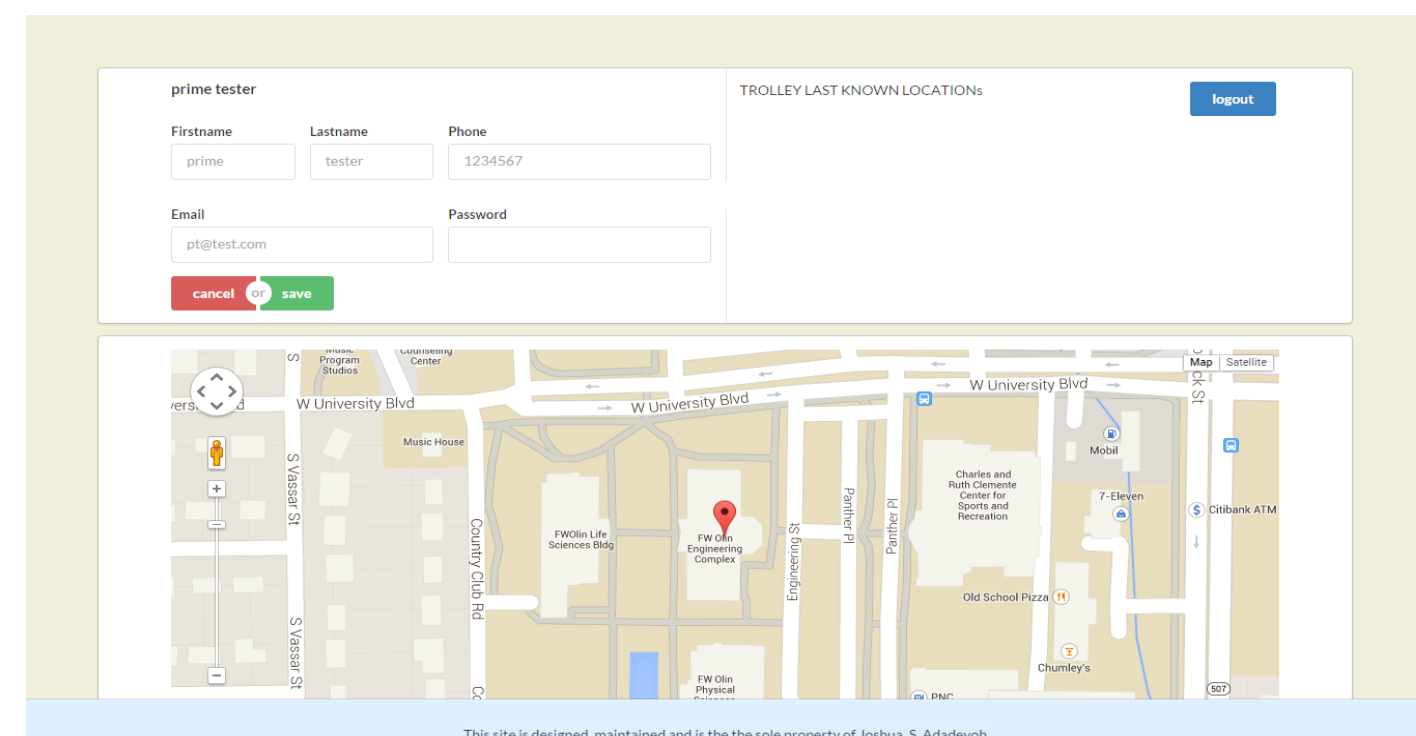 prime tester
TROLLEY LAST KNOWN LOCATIONs
logout
Firstname
Lastname
Phone
prime
tester
1234567
Email
Password
pt@test.com
cancel
or
save
Music
Program
Studios
Counseling
Center
Map
Satellite
W University Blvd
W University Blvd
W University Blvd
ck St
Music House
Mobil
S Vassar St
Country Club Rd
FWOlin Life
Sciences Bldg
FW Olin
Engineering
Complex
Engineering St
Panther Pl
Panther Pl
Charles and
Ruth Clemente
Center for
Sports and
Recreation
7-Eleven
Citibank ATM
Old School Pizza
S Vassar St
Chumley's
FW Olin
Physical
Sciences
PNC
507
This site is designed, maintained and is the the sole property of Joshua. S. Adadevoh